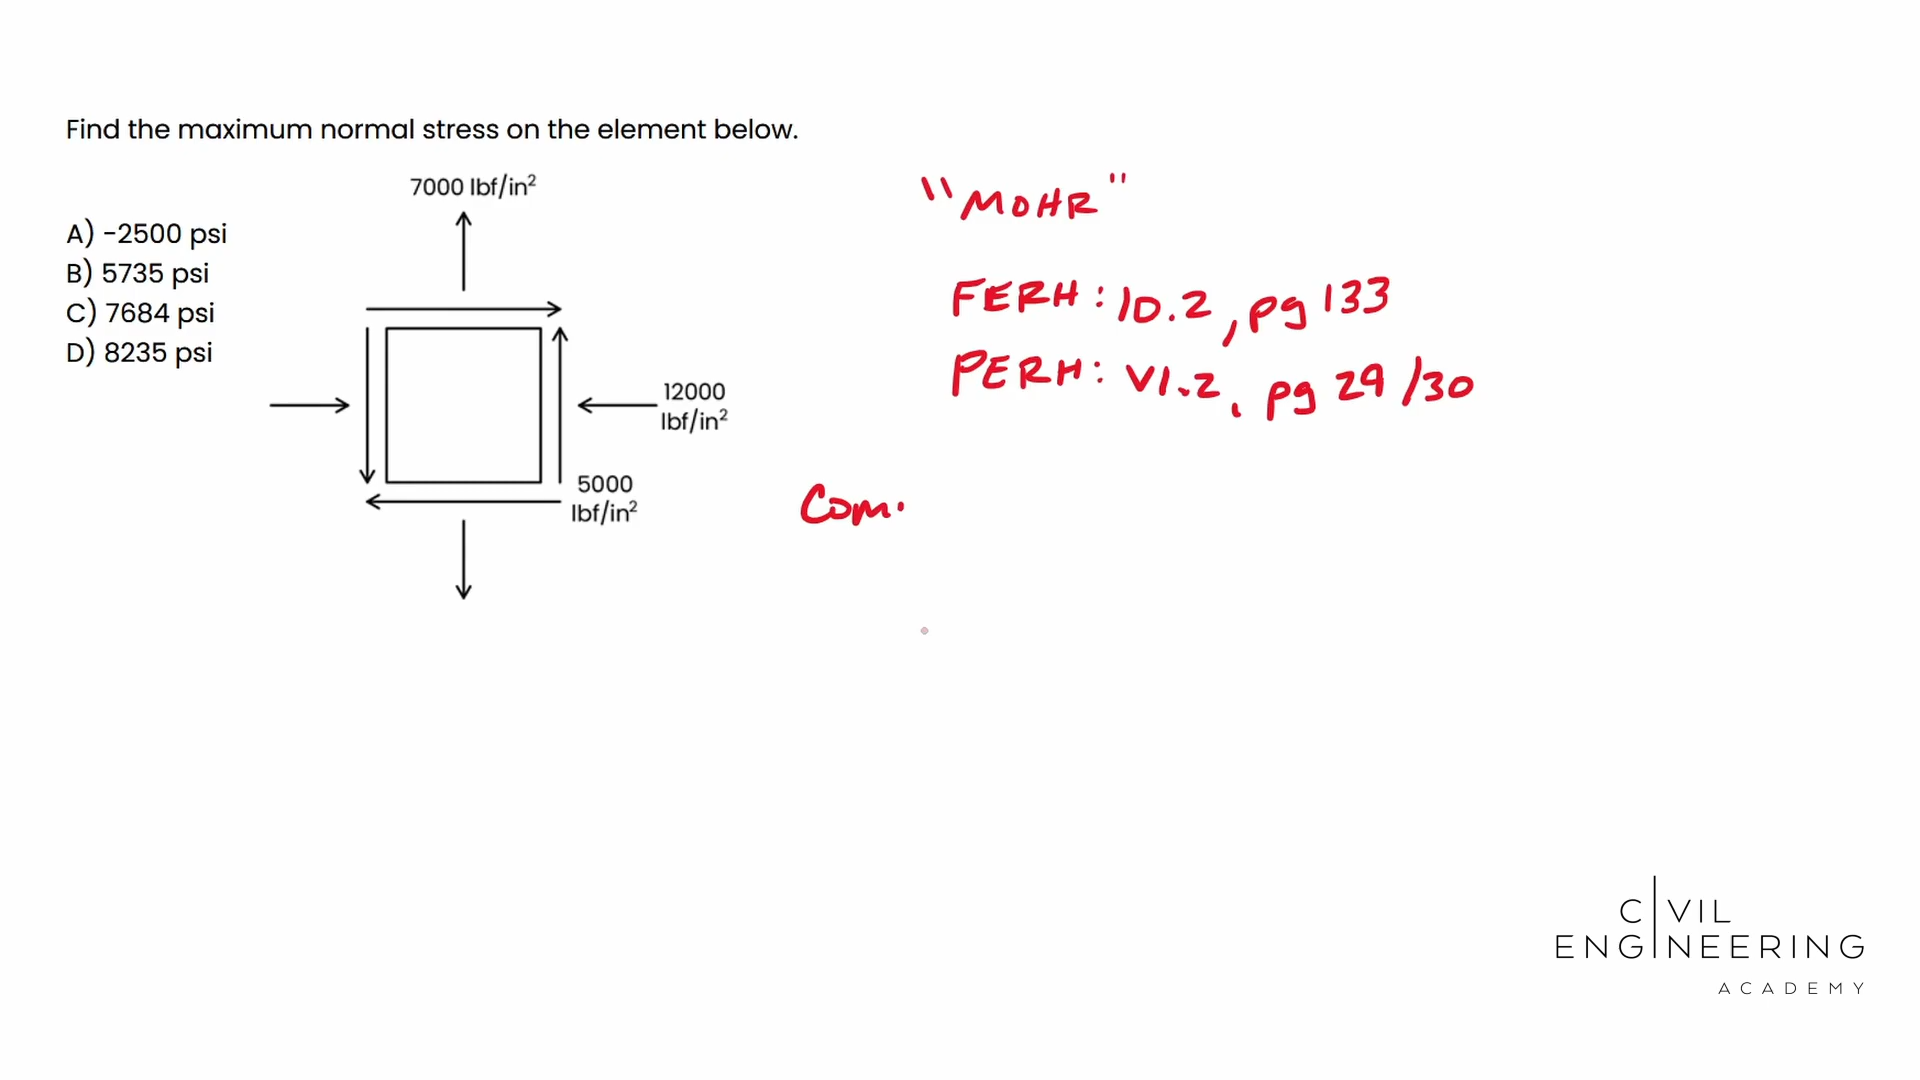 Find the maximum normal stress on the element below.
7000 lbf/in²
A) -2500 psi
B) 5735 psi
C) 7684 psi
D) 8235 psi
12000
lbf/in²
5000
lbf/in²
"MOHR"
FERH: 10.2, pg 133
PERH: V1.2, pg 29/30
Com.
CIVIL
ENGINEERING
ACADEMY